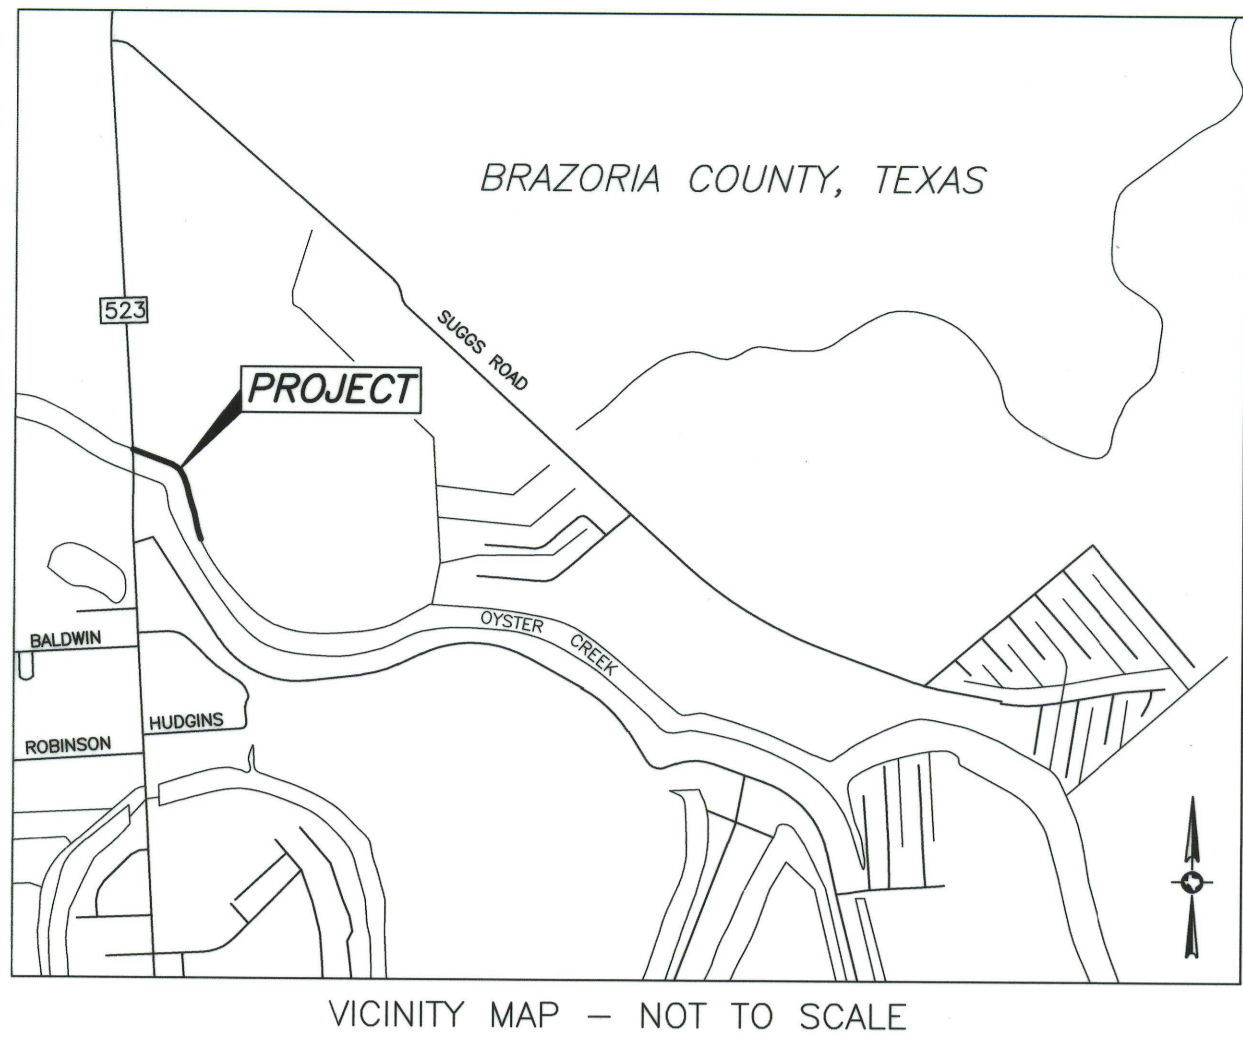 BRAZORIA COUNTY, TEXAS
523
SUGGS ROAD
PROJECT
OYSTER CREEK
BALDWIN
HUDGINS
ROBINSON
VICINITY MAP – NOT TO SCALE